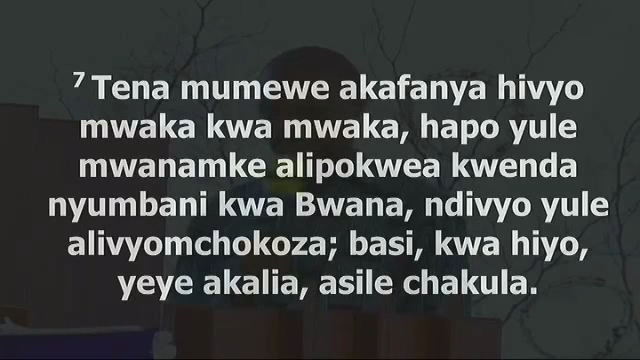 7 Tena mumewe akafanya hivyo
mwaka kwa mwaka, hapo yule
mwanamke alipokwea kwenda
nyumbani kwa Bwana, ndivyo yule
alivyomchokoza; basi, kwa hiyo,
yeye akalia, asile chakula.